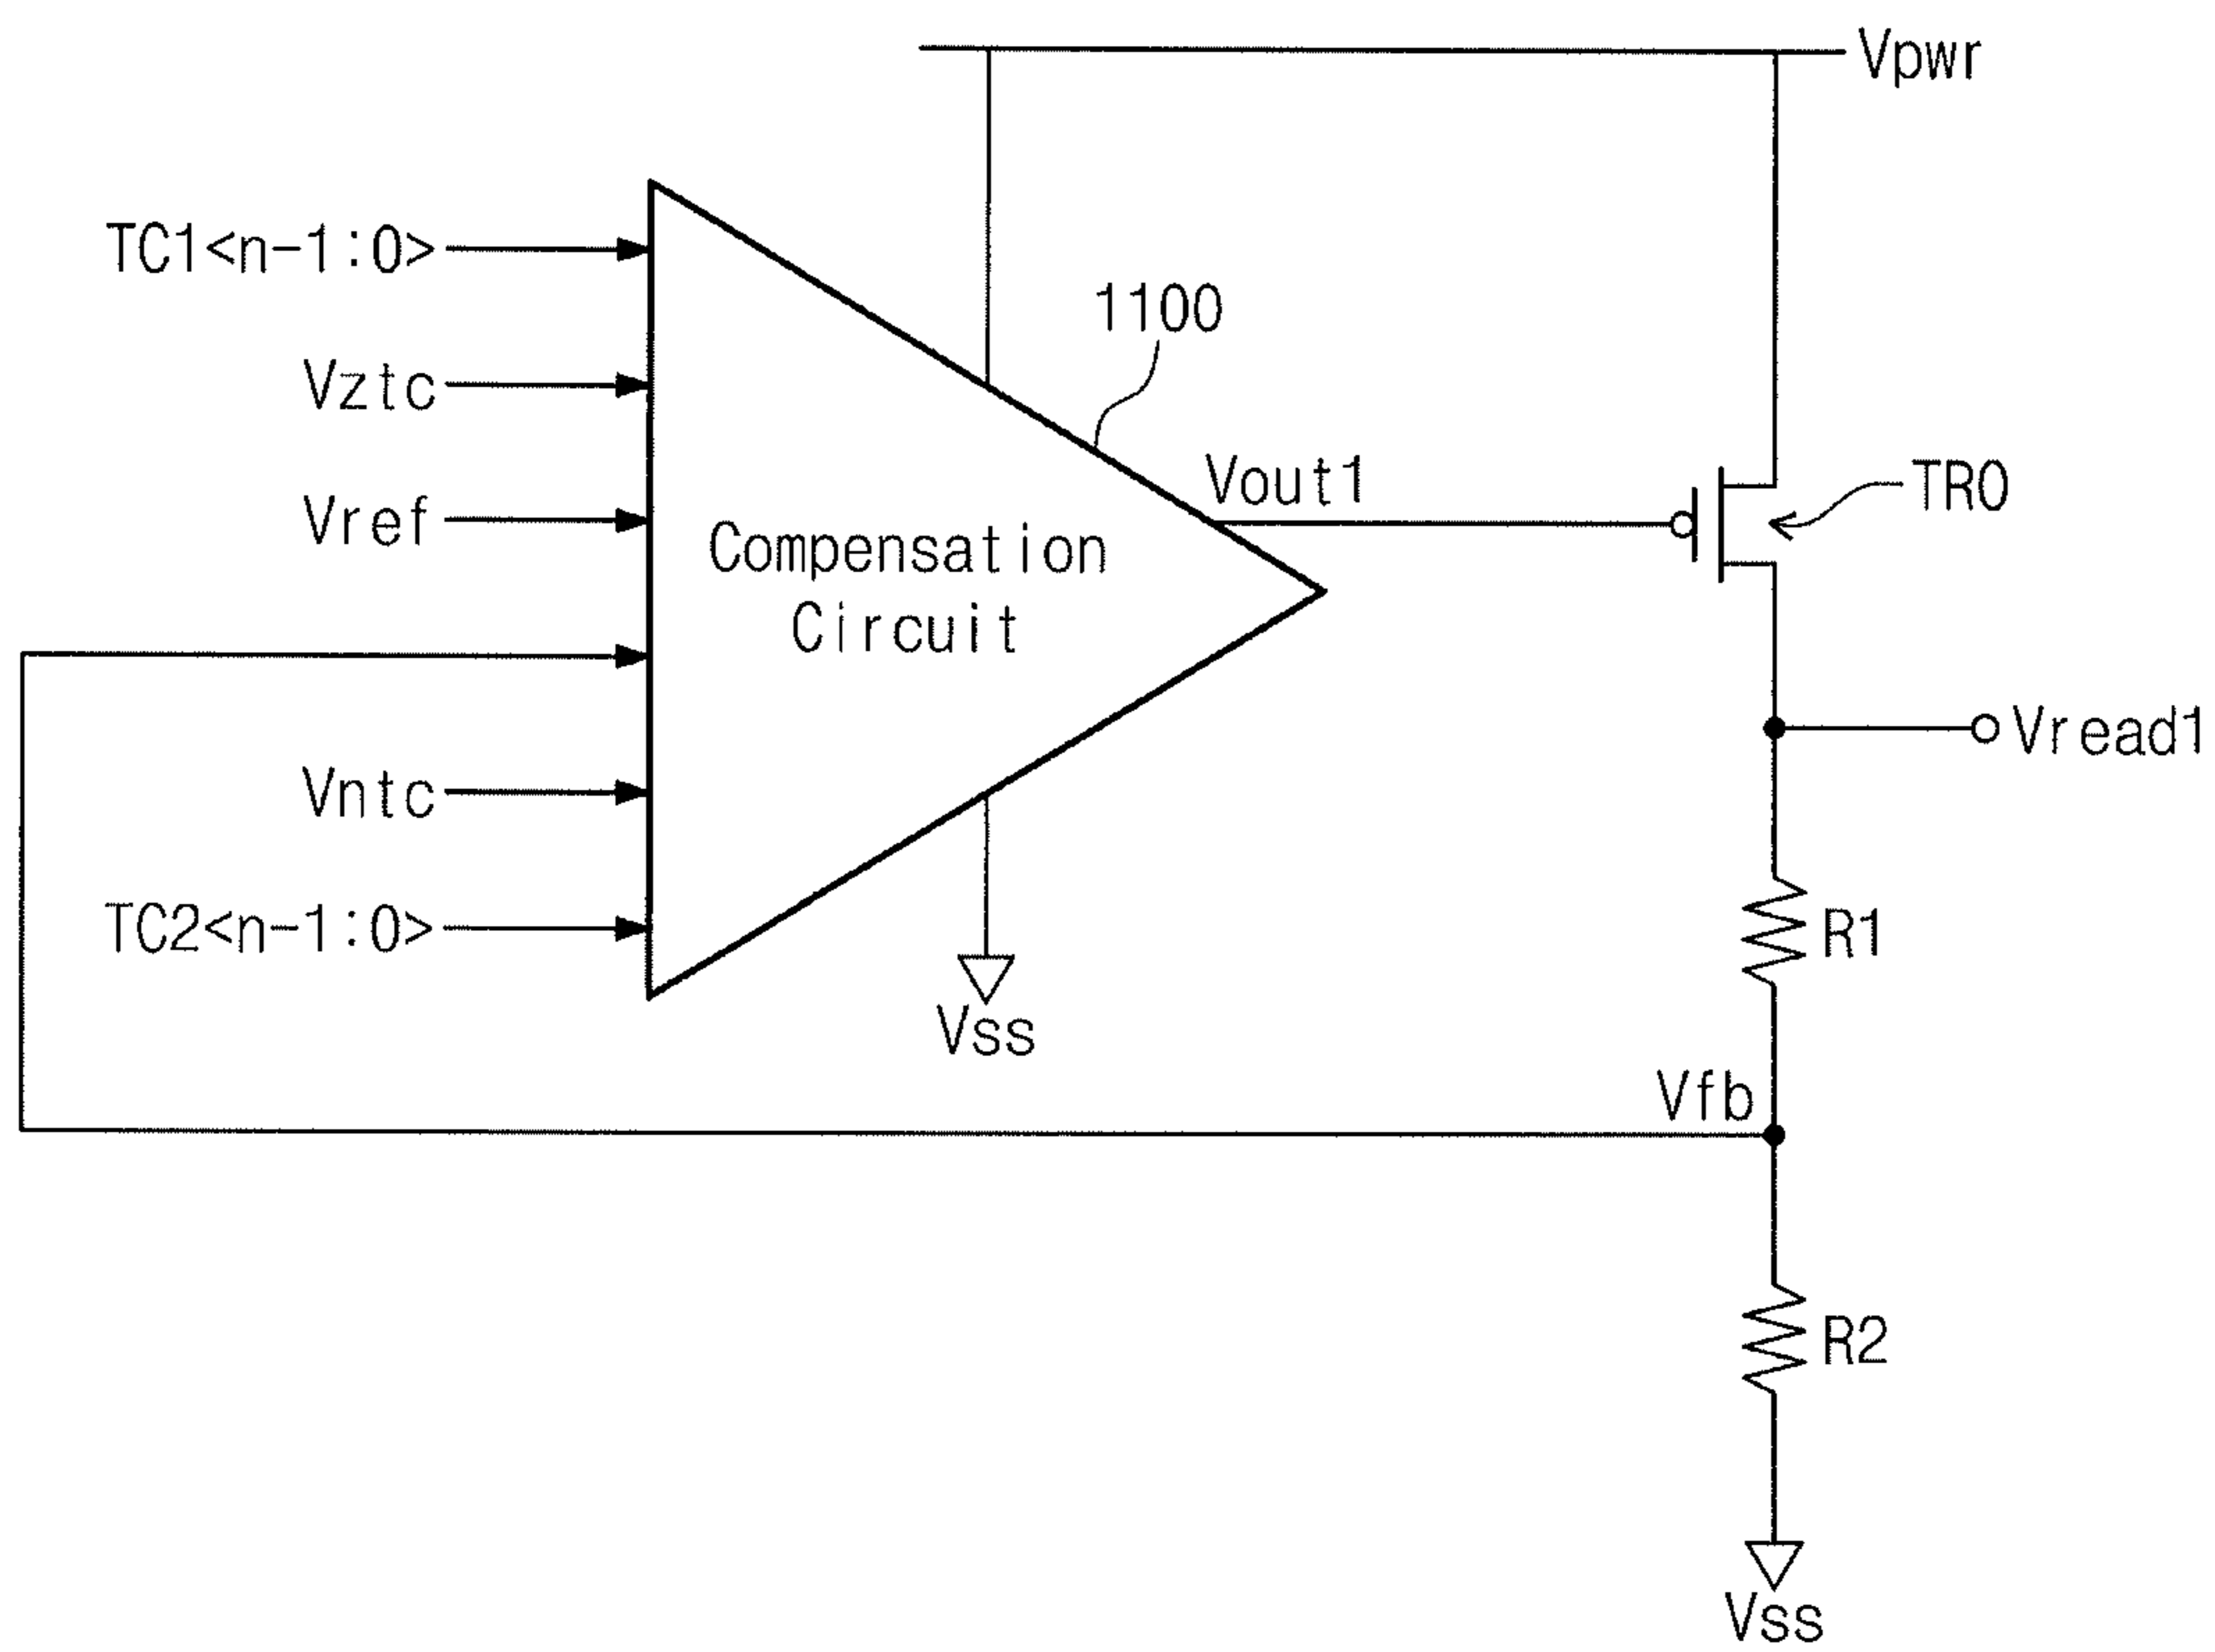 Vpwr
TC1<n-1:0>
1100
Vztc
Vout1
TR0
Vref
Compensation
Circuit
Vread1
Vntc
TC2<n-1:0>
R1
Vss
Vfb
R2
Vss